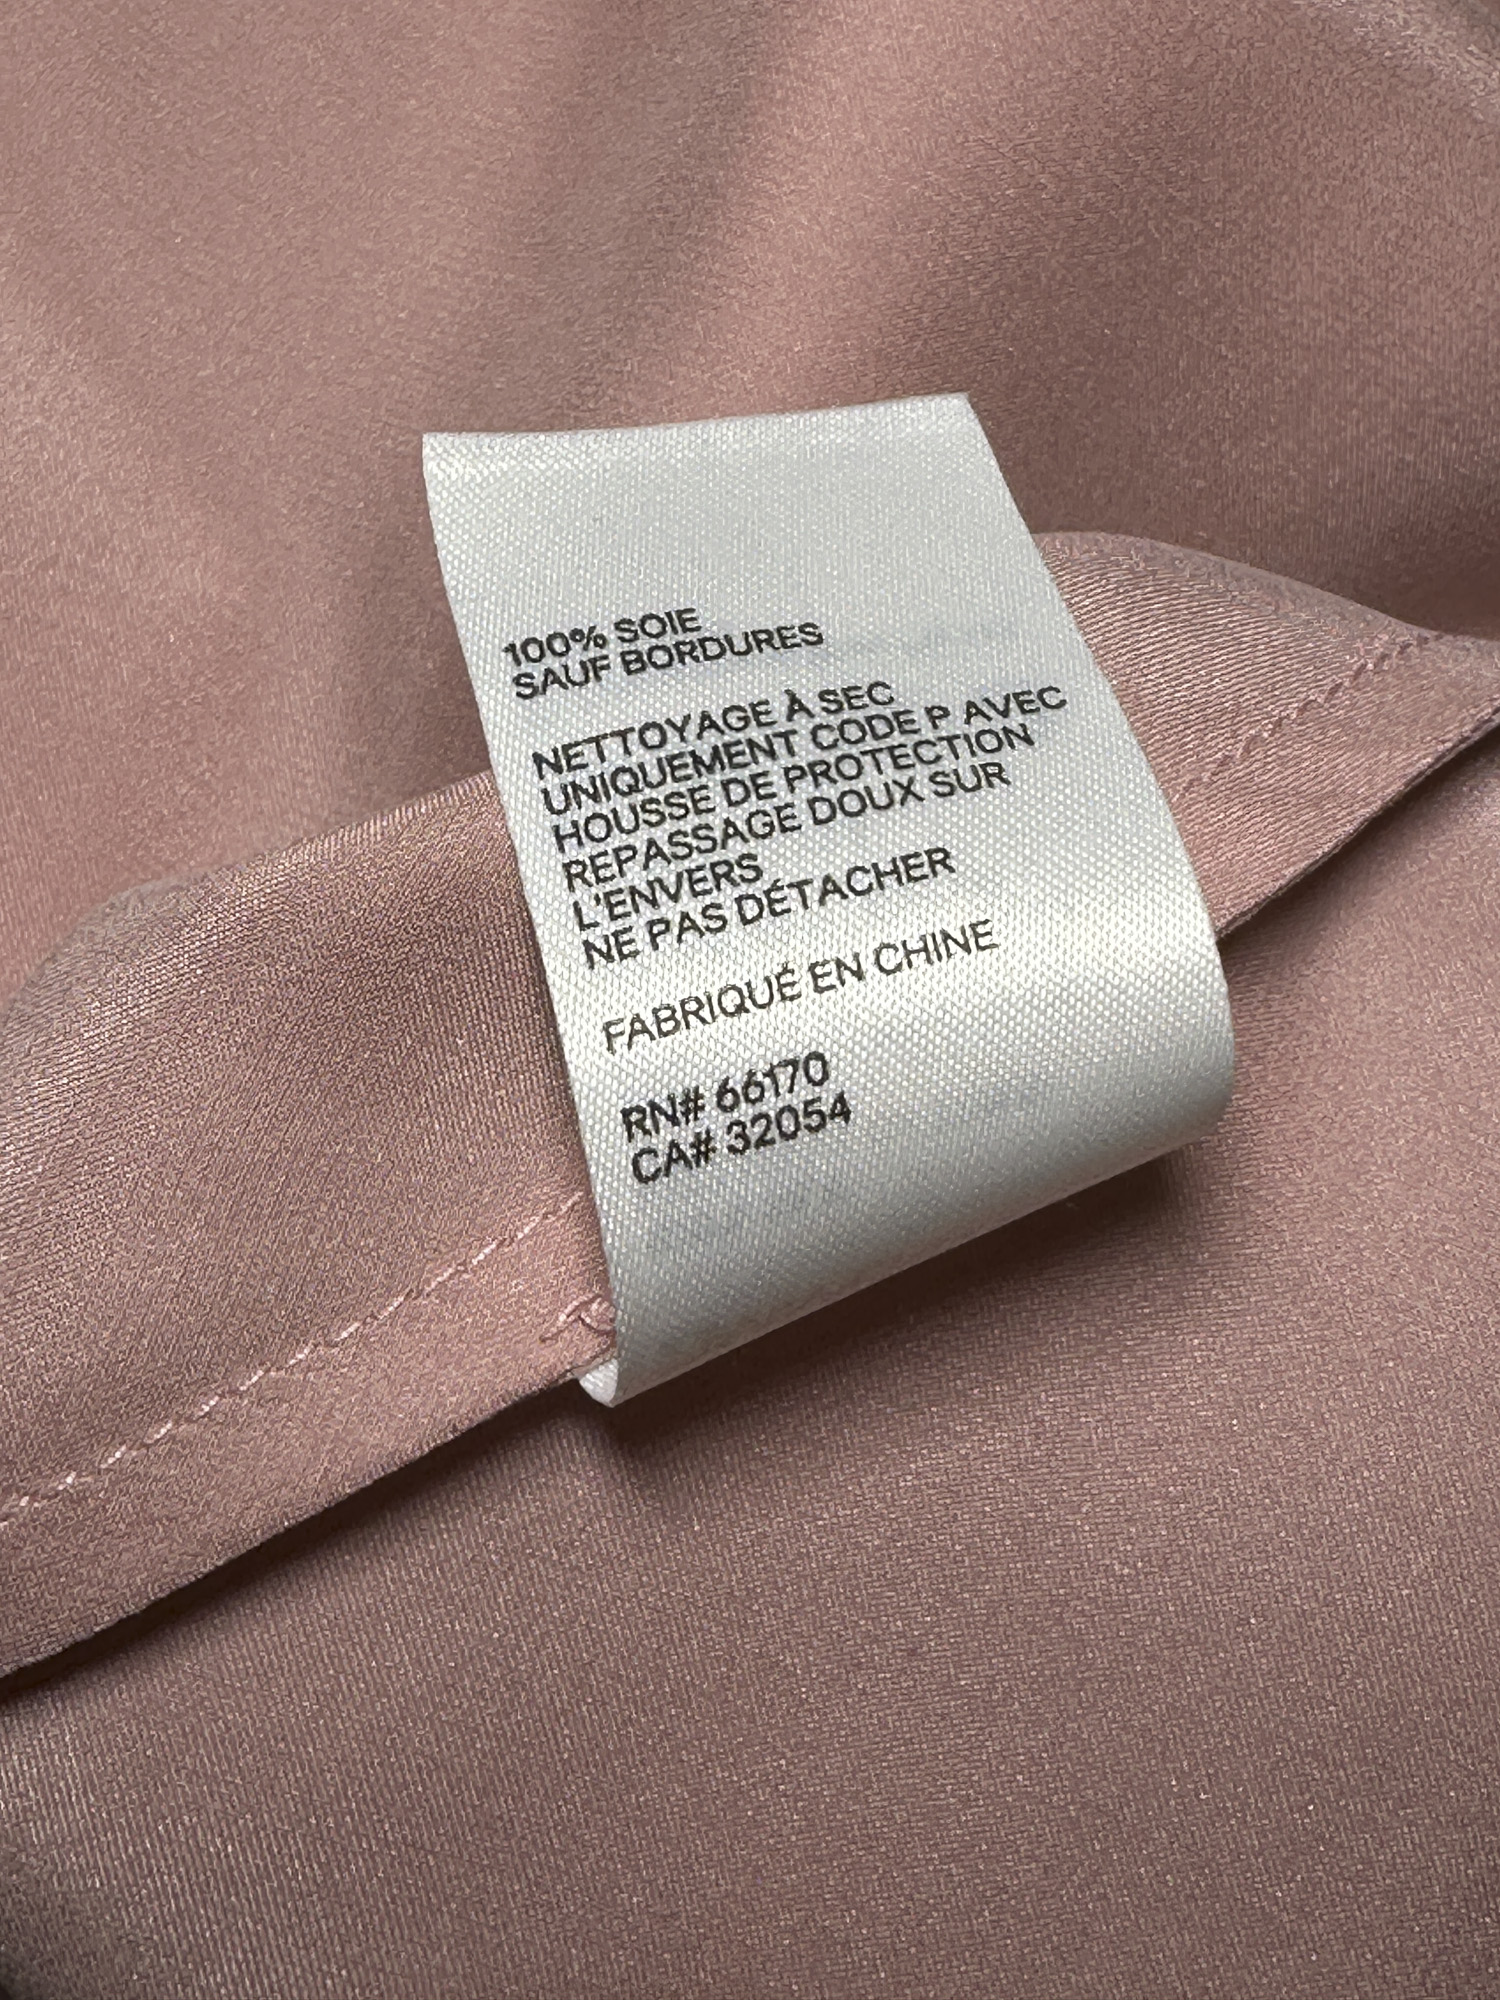 100% SOIE
SAUF BORDURES
NETTOYAGE À SEC
UNIQUEMENT CODE P AVEC
HOUSSE DE PROTECTION
REPASSAGE DOUX SUR
L'ENVERS
NE PAS DÉTACHER
FABRIQUÉ EN CHINE
RN# 66170
CA# 32054